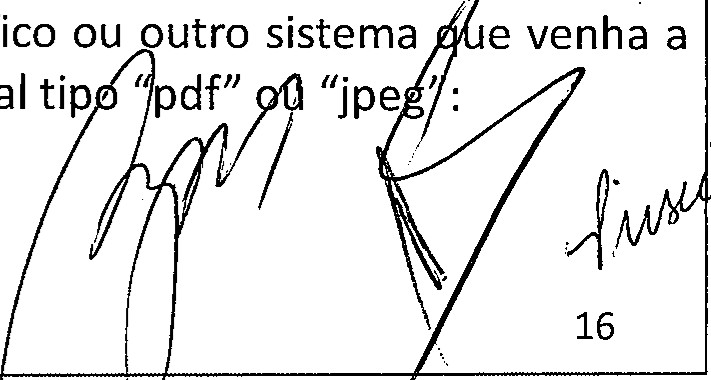 ico ou outro sistema que venha a
al tipo “pdf” ou “jpeg”:
16